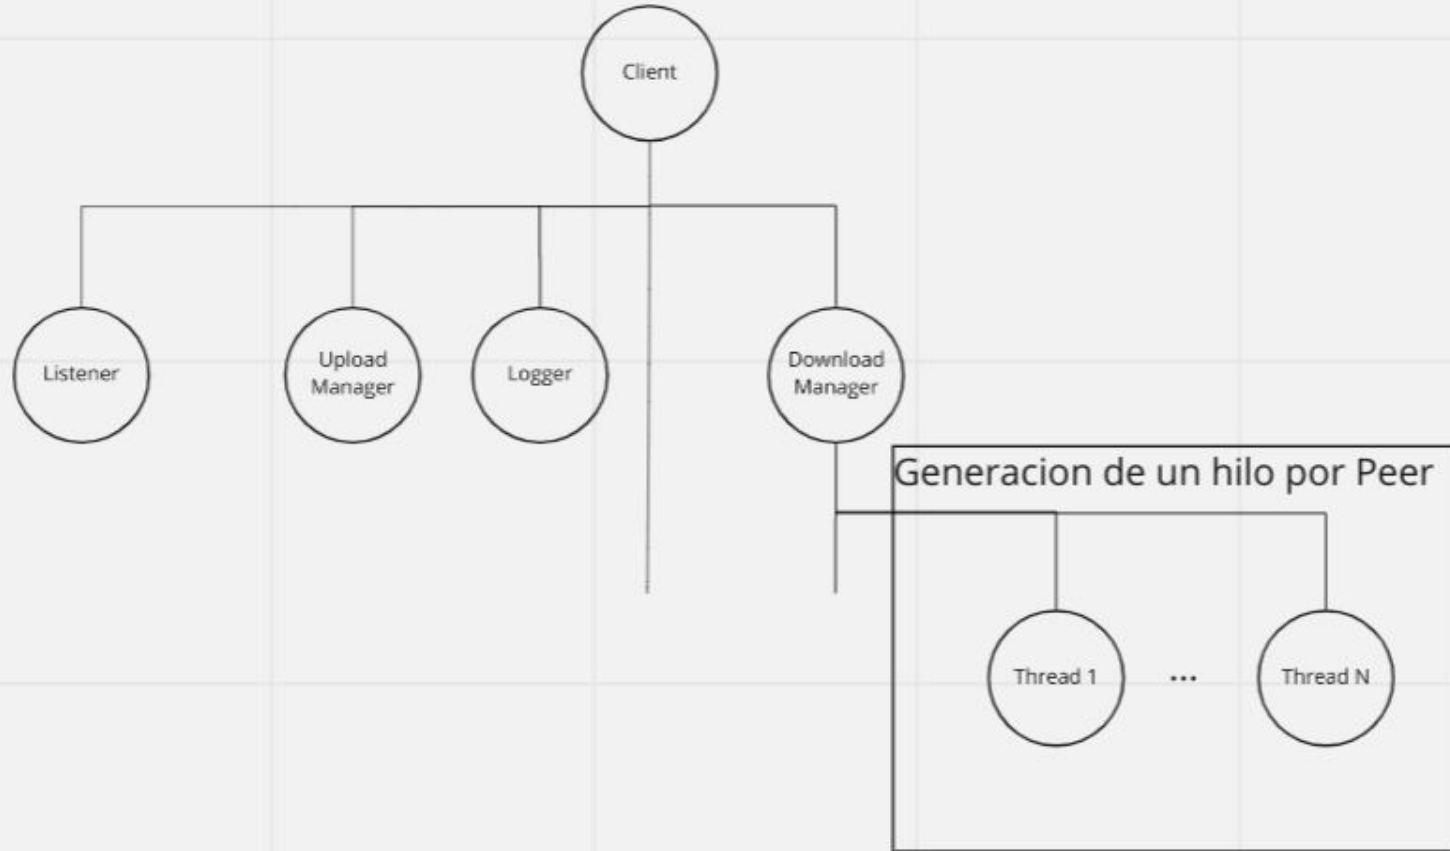 Client
Listener
Upload
Manager
Logger
Download
Manager
Generacion de un hilo por Peer
Thread 1
...
Thread N